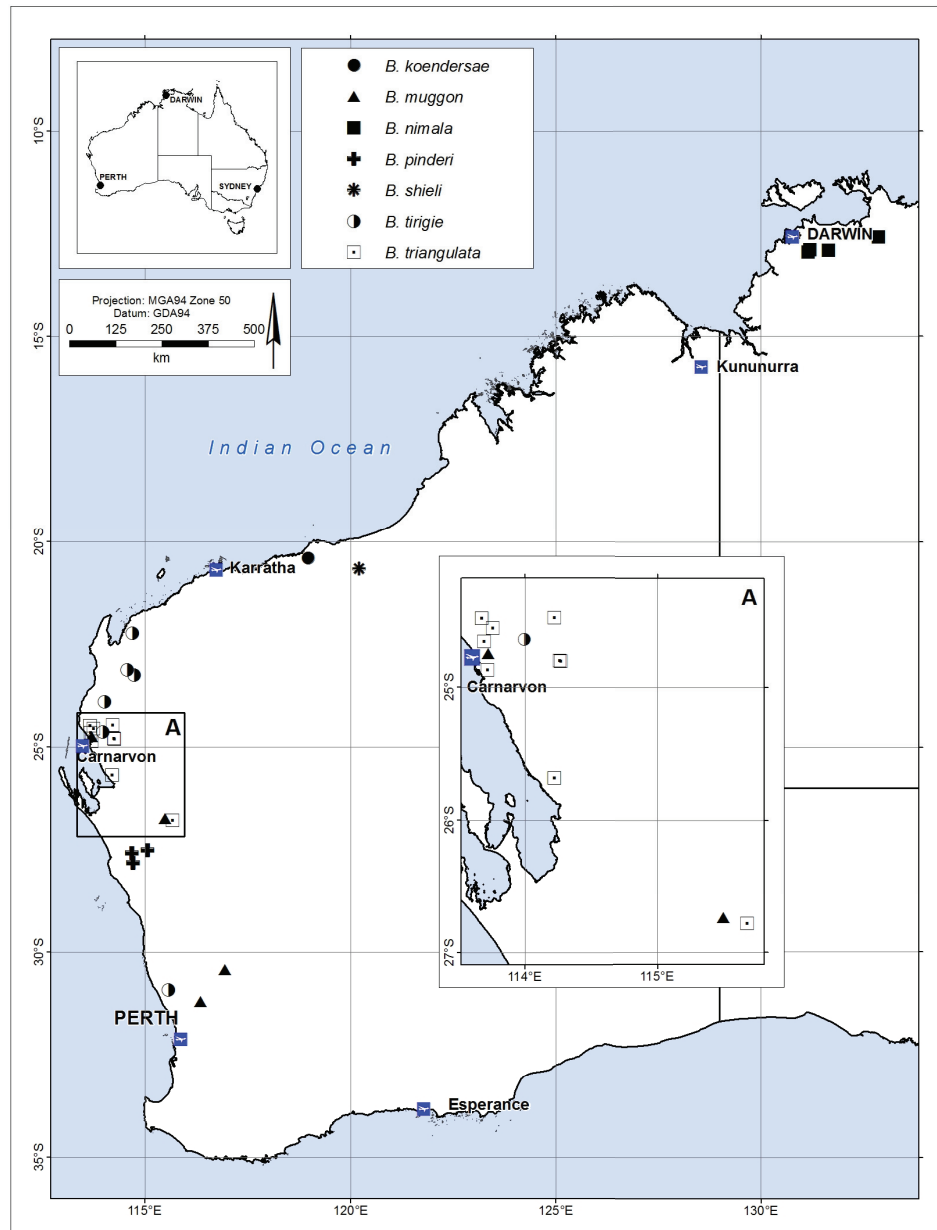 DARWIN
PERTH
SYDNEY
B. koendersae
B. muggon
B. nimala
B. pinderi
B. shieli
B. tirigie
B. triangulata
Projection: MGA94 Zone 50
Datum: GDA94
0 125 250 375 500
km
10°S
DARWIN
15°S
Kununurra
Indian Ocean
20°S
Karratha
A
25°S
Carnarvon
26°S
27°S
114°E 115°E
A
25°S
Carnarvon
30°S
PERTH
Esperance
35°S
115°E 120°E 125°E 130°E